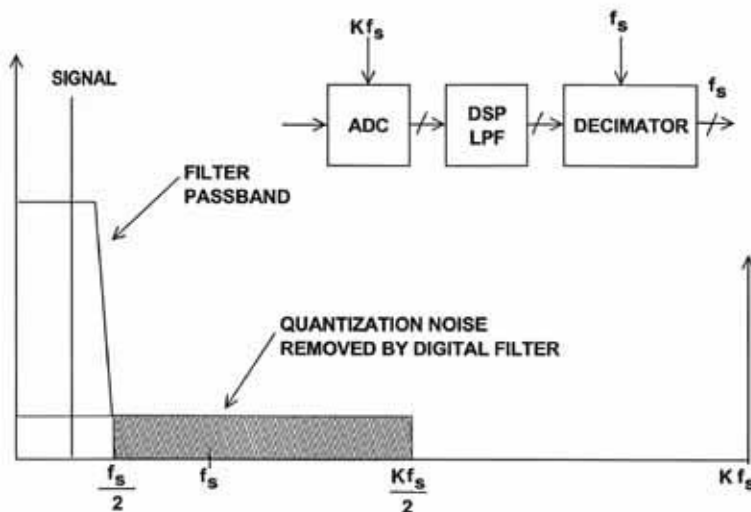 Kfs
fs
SIGNAL
fs
ADC
DSP
LPF
DECIMATOR
FILTER
PASSBAND
QUANTIZATION NOISE
REMOVED BY DIGITAL FILTER
fs
2
fs
Kfs
2
K fs